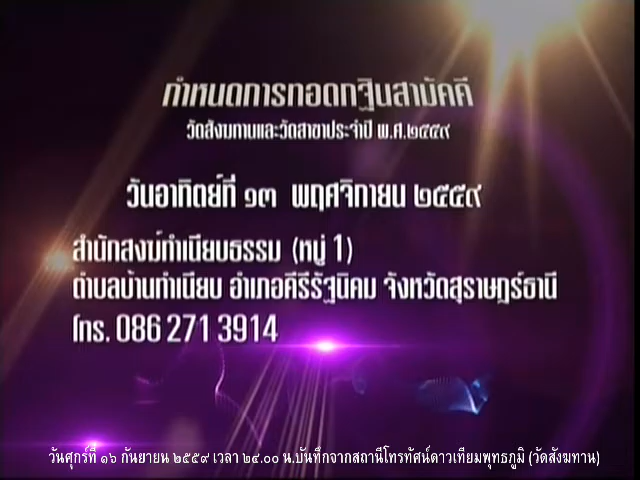 กำหนดการทอดกฐินสามัคคี
วัดสังฆทานและวัดสาขาประจำปี พ.ศ.๒๕๕๙
วันอาทิตย์ที่ ๑๓ พฤศจิกายน ๒๕๕๙
สำนักสงฆ์ทำเนียบธรรม (หมู่ 1)
ตำบลบ้านทำเนียบ อำเภอคีรีรัฐนิคม จังหวัดสุราษฎร์ธานี
โทร. 086 271 3914
วันศุกร์ที่ ๑๖ กันยายน ๒๕๕๙ เวลา ๒๔.๐๐ น.บันทึกจากสถานีโทรทัศน์ดาวเทียมพุทธภูมิ (วัดสังฆทาน)